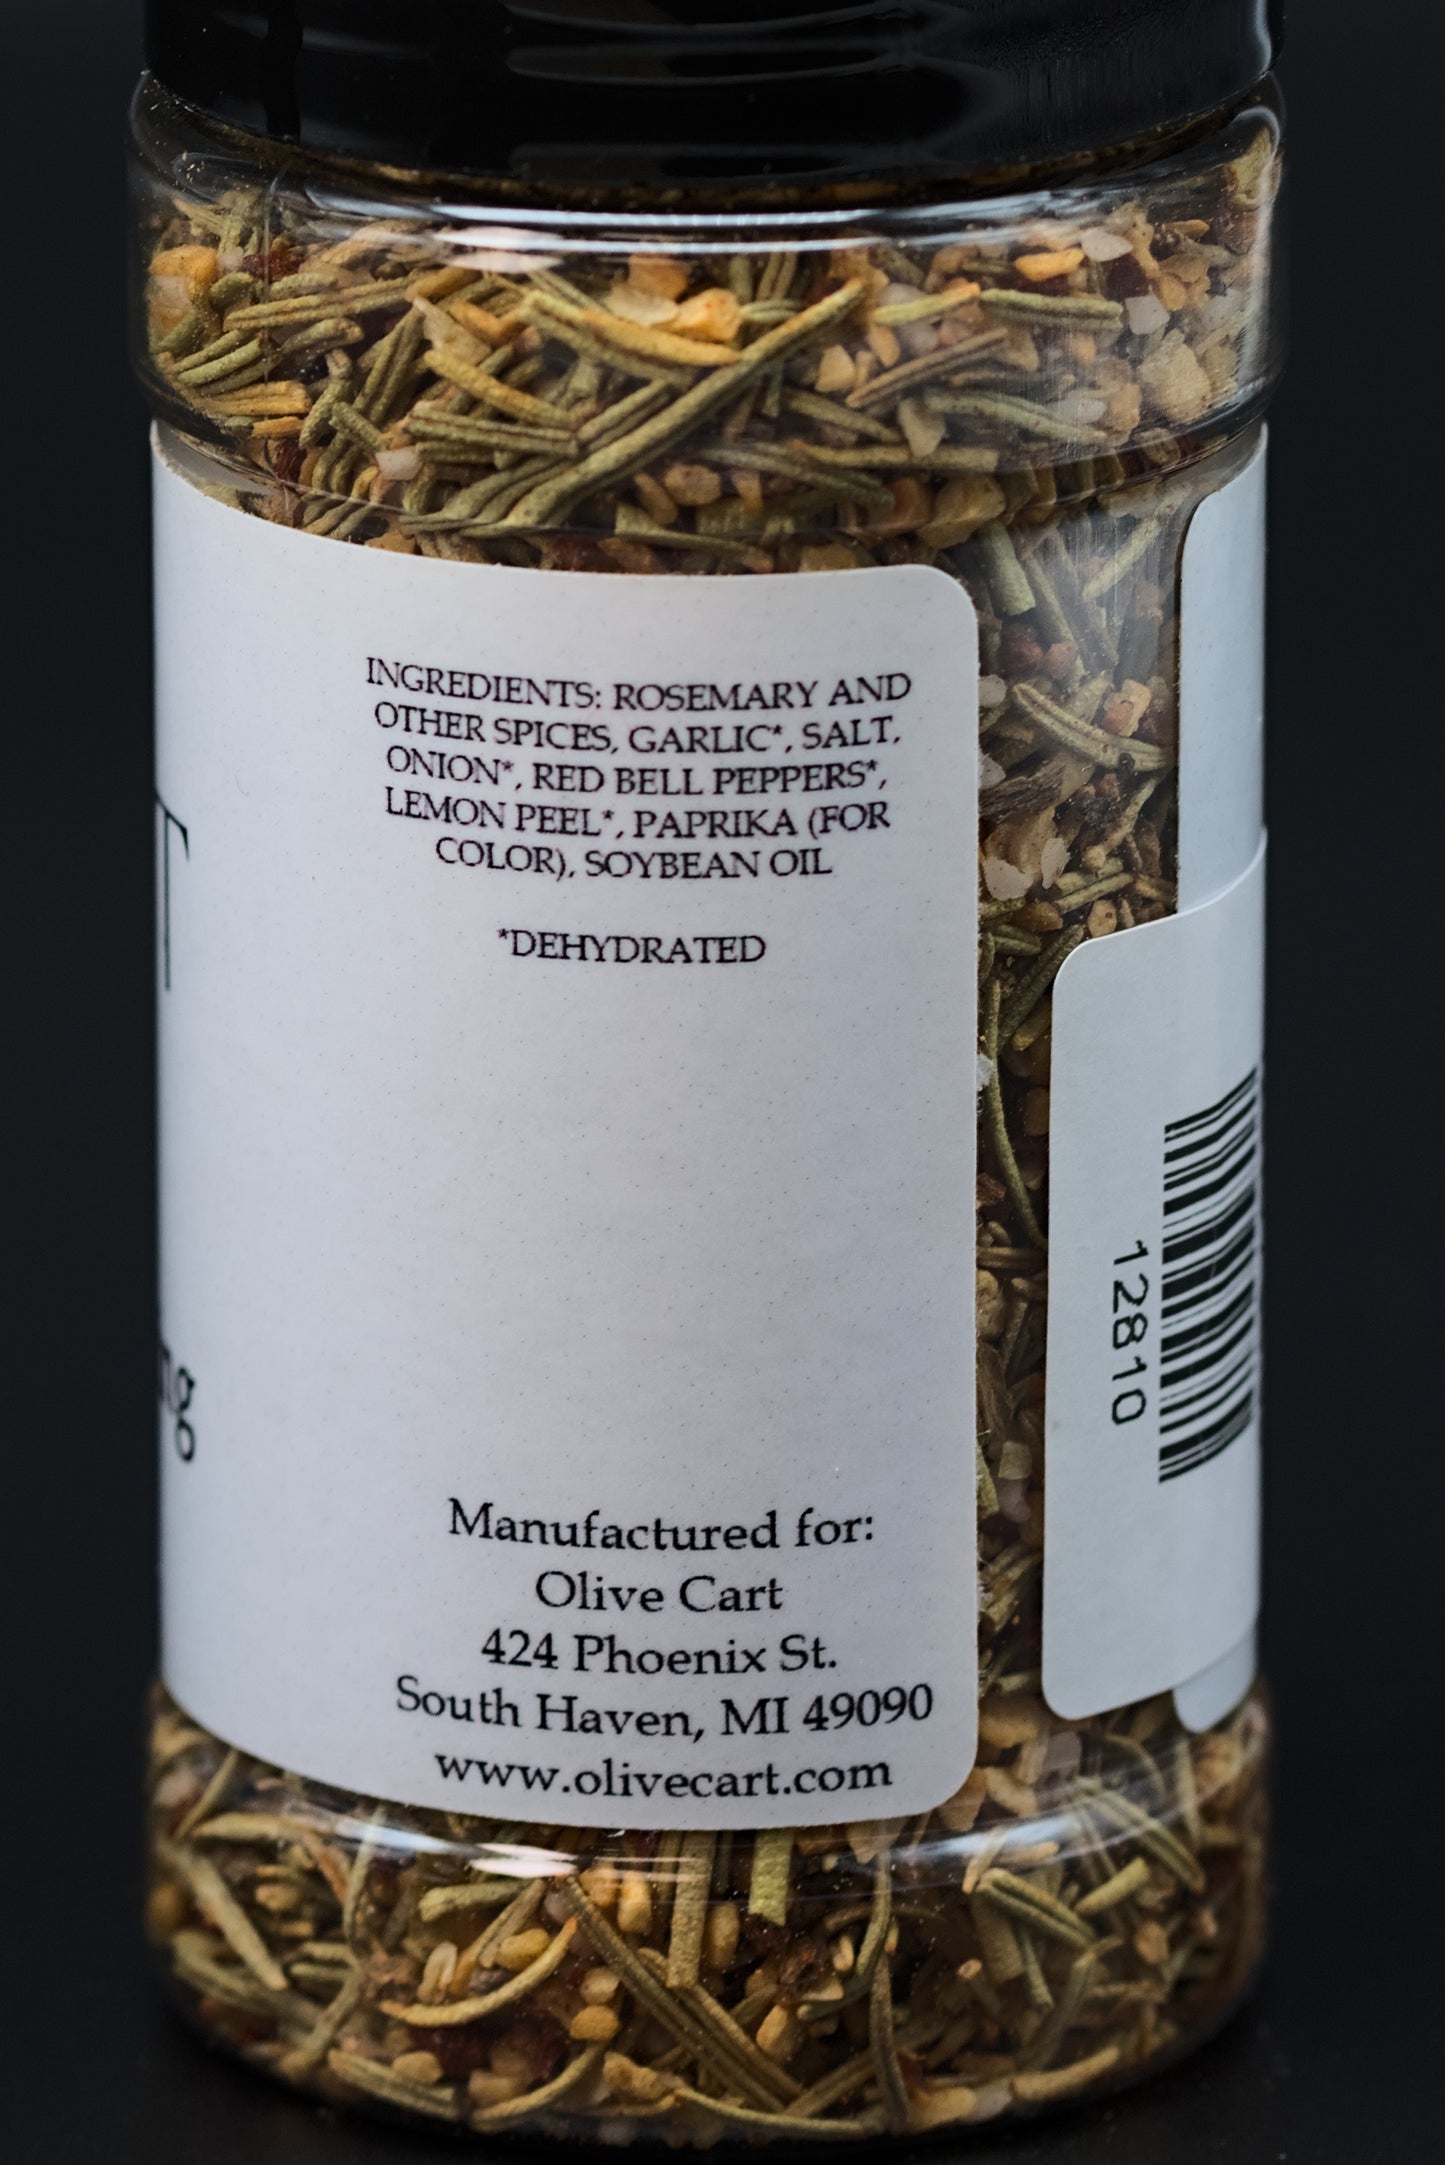 INGREDIENTS: ROSEMARY AND
OTHER SPICES, GARLIC*, SALT,
ONION*, RED BELL PEPPERS*,
LEMON PEEL*, PAPRIKA (FOR
COLOR), SOYBEAN OIL
*DEHYDRATED
Manufactured for:
Olive Cart
424 Phoenix St.
South Haven, MI 49090
www.olivecart.com
12810